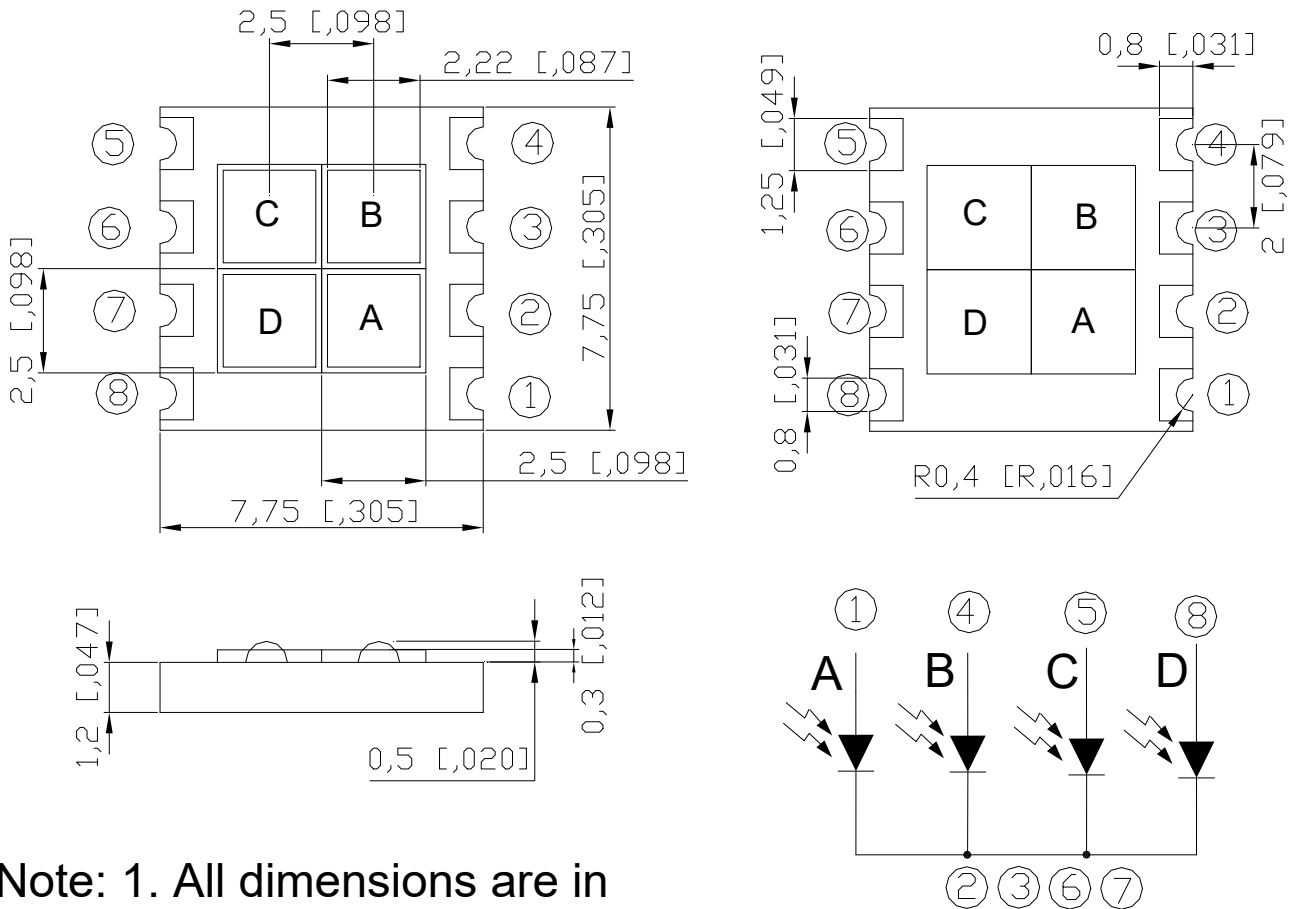 2,5 [,098]
2,22 [,087]
⑤
④
C
B
⑥
③
7,75 [,305]
2,5 [,098]
⑦
D
A
②
⑧
①
2,5 [,098]
7,75 [,305]
0,8 [,031]
1,25 [,049]
⑤
④
2 [,079]
C
B
⑥
③
⑦
D
A
②
0,8 [,031]
⑧
①
R0,4 [R,016]
1,2 [,047]
0,3 [,012]
0,5 [,020]
① ④ ⑤ ⑧
A B C D
② ③ ⑥ ⑦
Note: 1. All dimensions are in